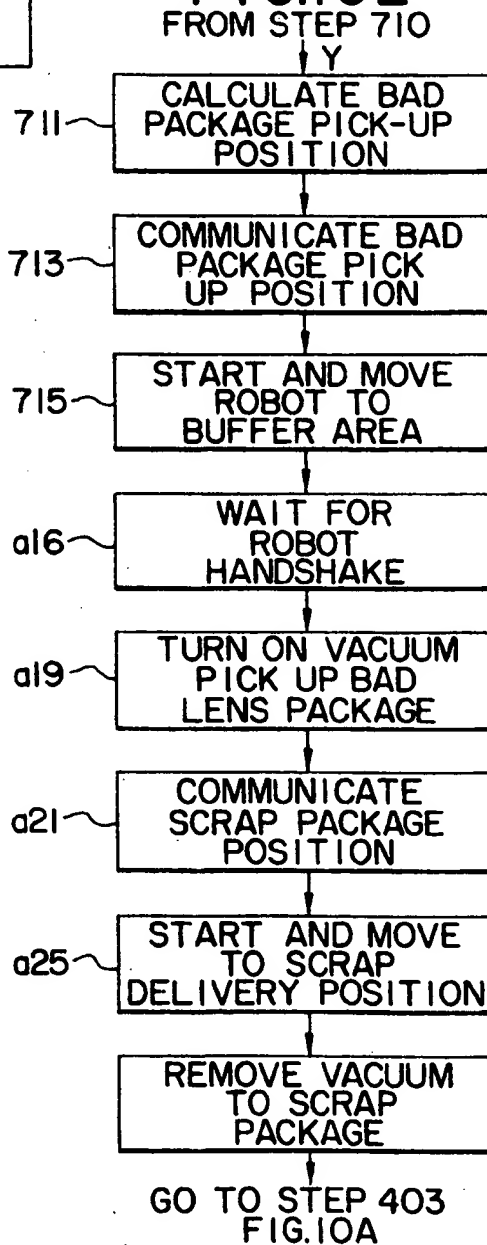 FROM STEP 710
Y
711
CALCULATE BAD
PACKAGE PICK-UP
POSITION
713
COMMUNICATE BAD
PACKAGE PICK
UP POSITION
715
START AND MOVE
ROBOT TO
BUFFER AREA
a16
WAIT FOR
ROBOT
HANDSHAKE
a19
TURN ON VACUUM
PICK UP BAD
LENS PACKAGE
a21
COMMUNICATE
SCRAP PACKAGE
POSITION
a25
START AND MOVE
TO SCRAP
DELIVERY POSITION
REMOVE VACUUM
TO SCRAP
PACKAGE
GO TO STEP 403
FIG.10A